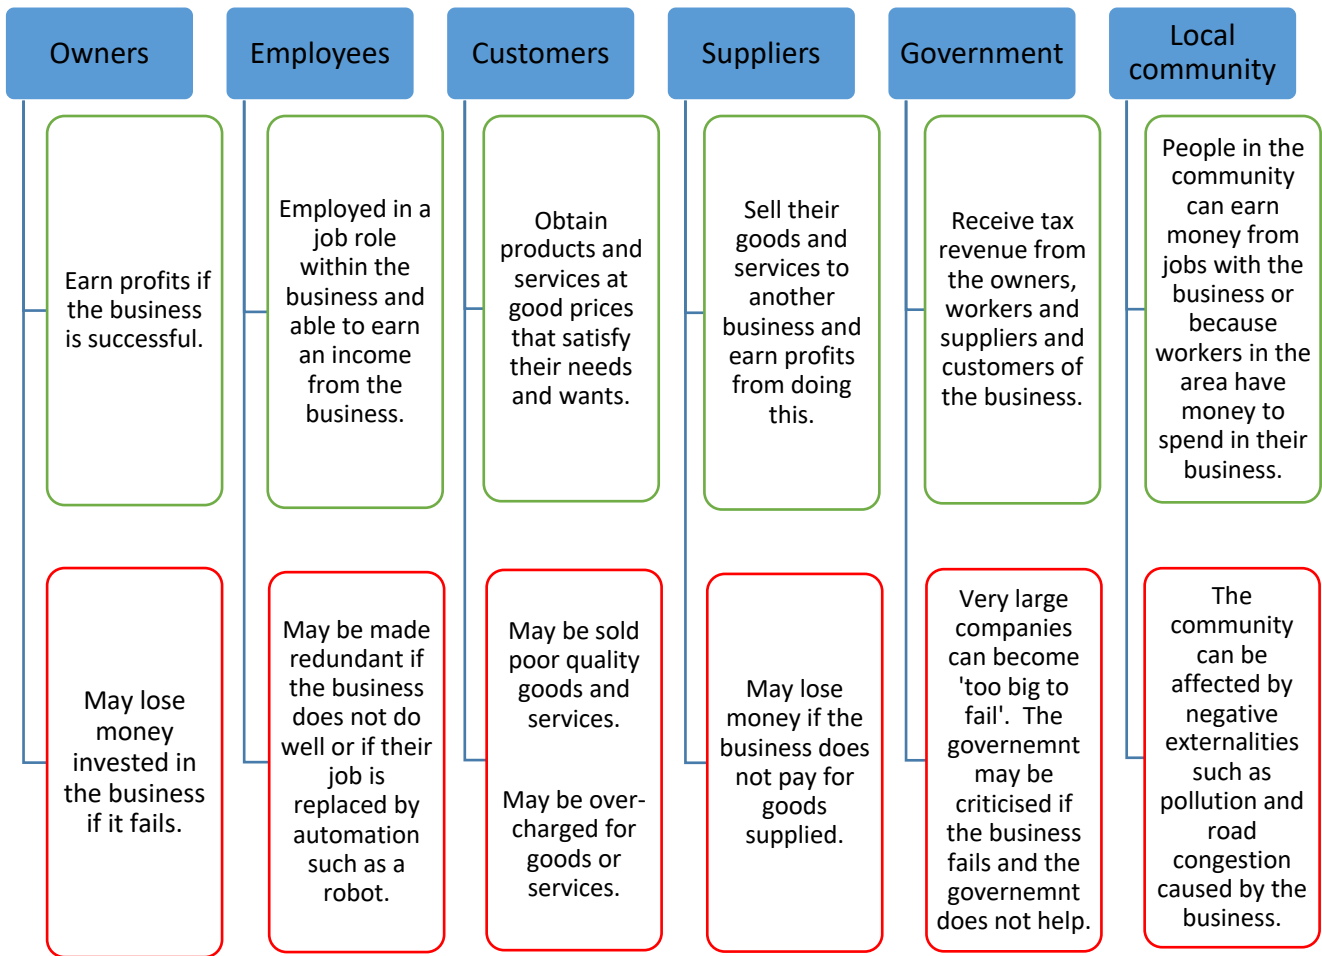 Owners
Employees
Customers
Suppliers
Government
Local
community
Earn profits if
the business
is successful.
Employed in a
job role
within the
business and
able to earn
an income
from the
business.
Obtain
products and
services at
good prices
that satisfy
their needs
and wants.
Sell their
goods and
services to
another
business and
earn profits
from doing
this.
Receive tax
revenue from
the owners,
workers and
suppliers and
customers of
the business.
People in the
community
can earn
money from
jobs with the
business or
because
workers in the
area have
money to
spend in their
business.
May lose
money
invested in
the business
if it fails.
May be made
redundant if
the business
does not do
well or if their
job is
replaced by
automation
such as a
robot.
May be sold
poor quality
goods and
services.
May be over-
charged for
goods or
services.
May lose
money if the
business does
not pay for
goods
supplied.
Very large
companies
can become
'too big to
fail'.  The
governemnt
may be
criticised if
the business
fails and the
governemnt
does not help.
The
community
can be
affected by
negative
externalities
such as
pollution and
road
congestion
caused by the
business.